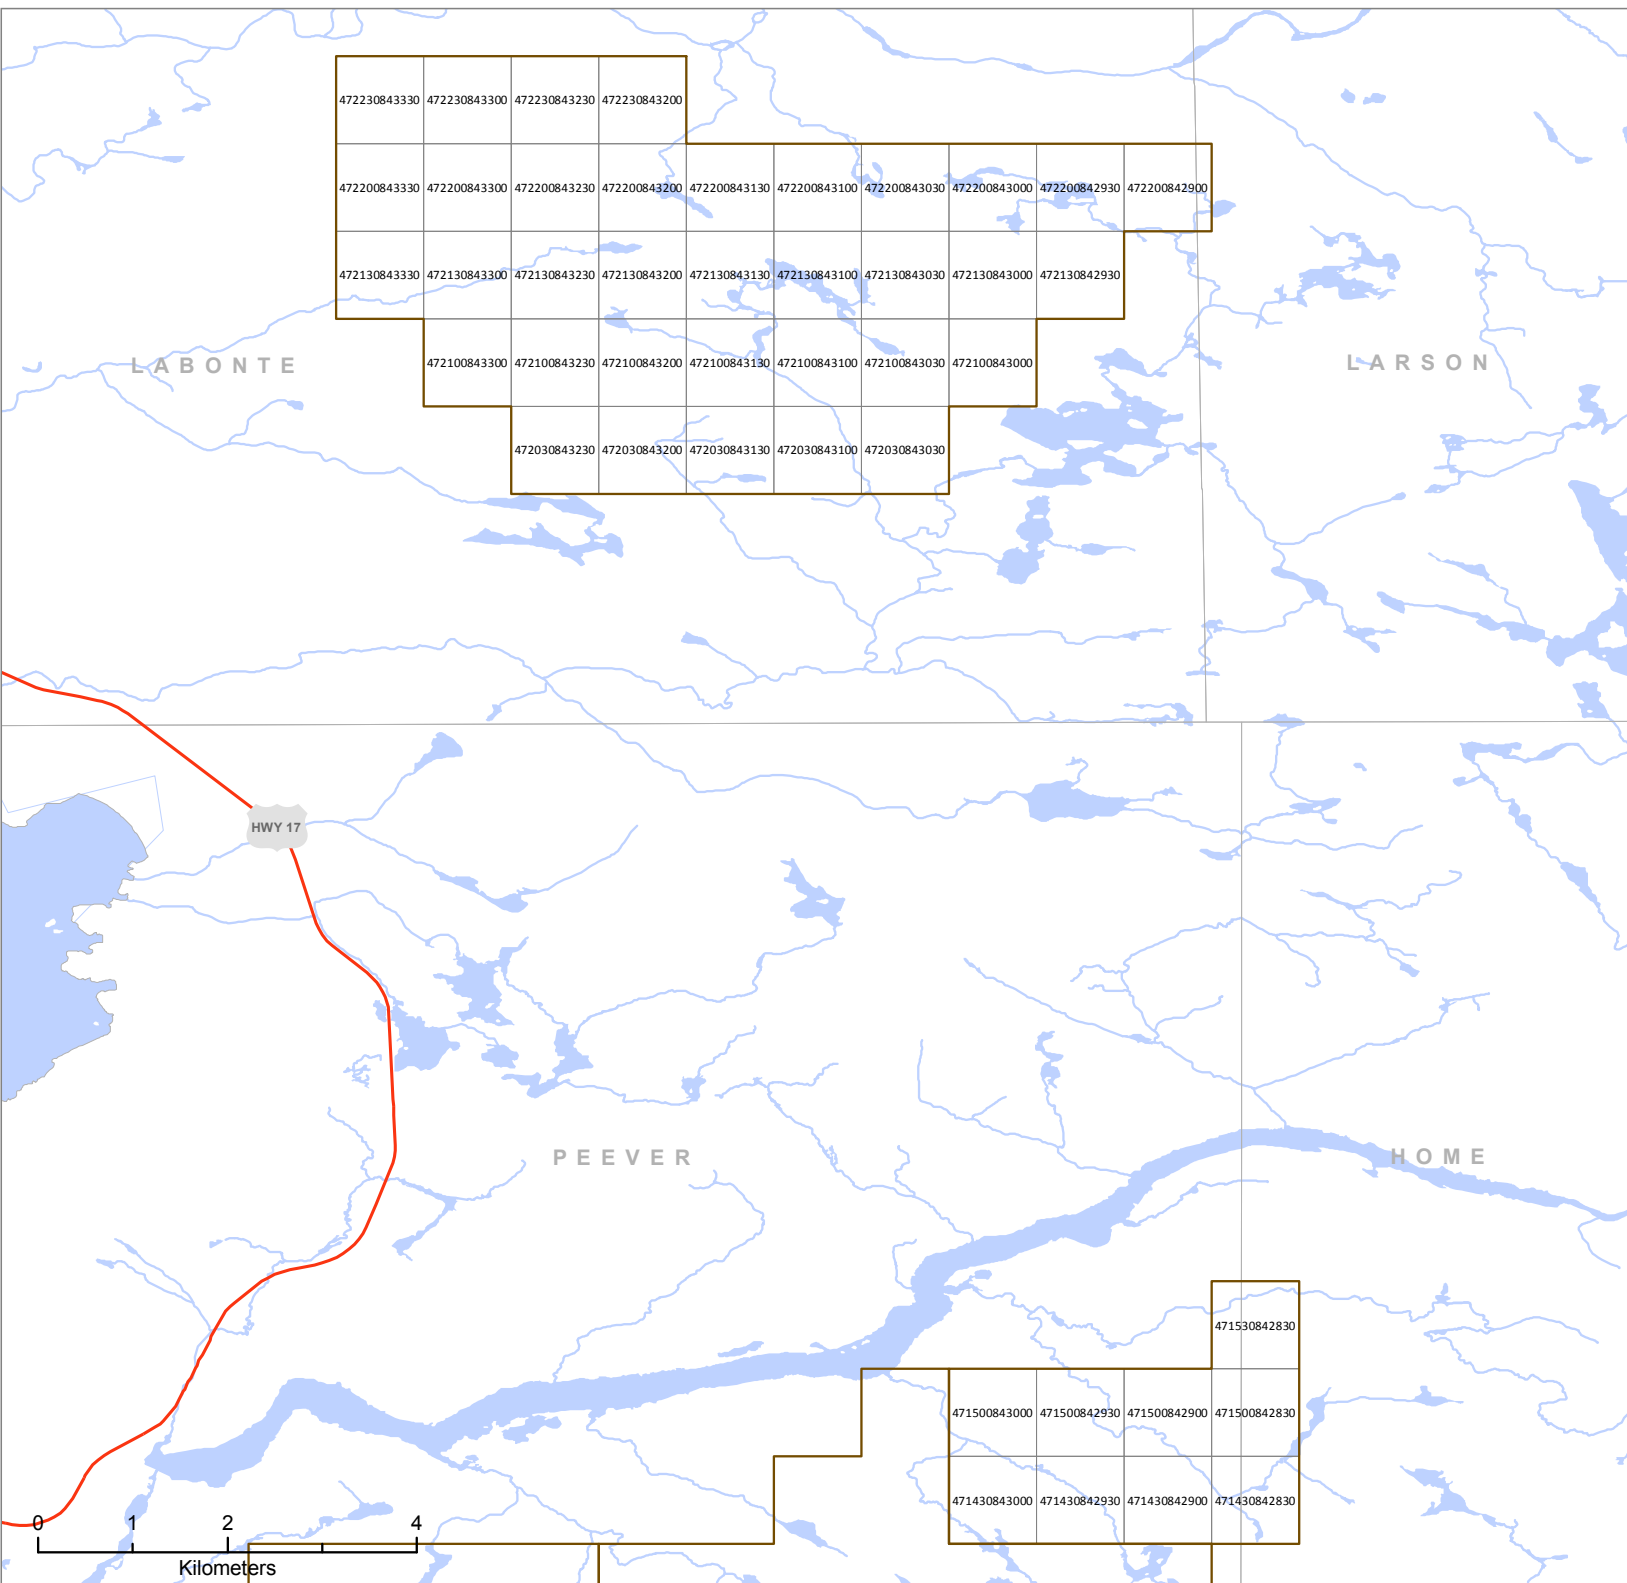 472230843330 472230843300 472230843230 472230843200
472200843330 472200843300 472200843230 472200843200 472200843130 472200843100 472200843030 472200843000 472200842930 472200842900
472130843330 472130843300 472130843230 472130843200 472130843130 472130843100 472130843030 472130843000 472130842930
LABONTE
LARSON
472100843300 472100843230 472100843200 472100843130 472100843100 472100843030 472100843000
472030843230 472030843200 472030843130 472030843100 472030843030
HWY 17
PEEVER
HOME
471530842830
471500843000 471500842930 471500842900 471500842830
471430843000 471430842930 471430842900 471430842830
0 1 2 4
Kilometers